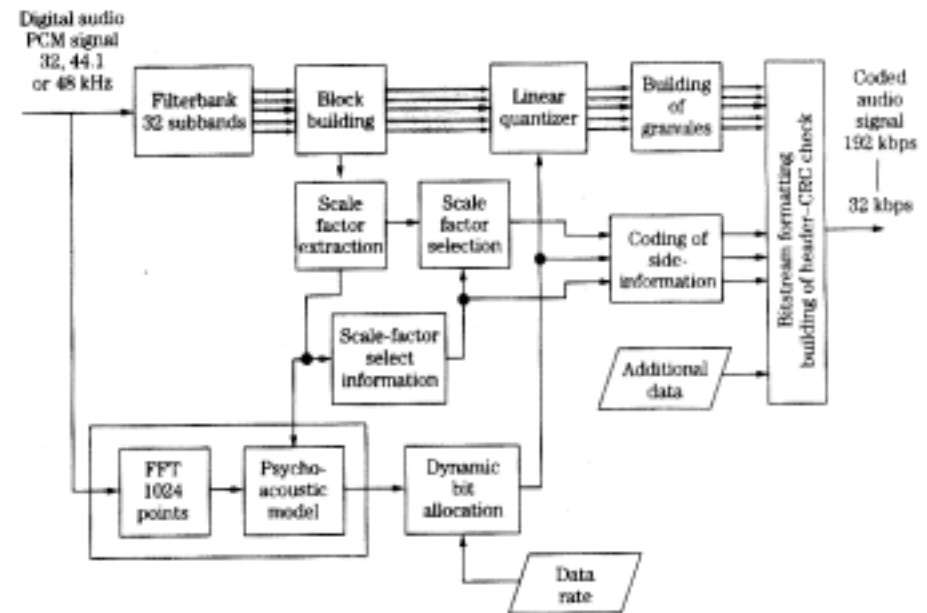 Digital audio
PCM signal
32, 44.1
or 48 kHz
Filterbank
32 subbands
Block
building
Linear
quantizer
Building
of
granules
Coded
audio
signal
192 kbps
32 kbps
Scale
factor
extraction
Scale
factor
selection
Coding of
side-
information
Bitstream formatting
building of header–CRC check
Scale-factor
select
information
Additional
data
FFT
1024
points
Psycho-
acoustic
model
Dynamic
bit
allocation
Data
rate